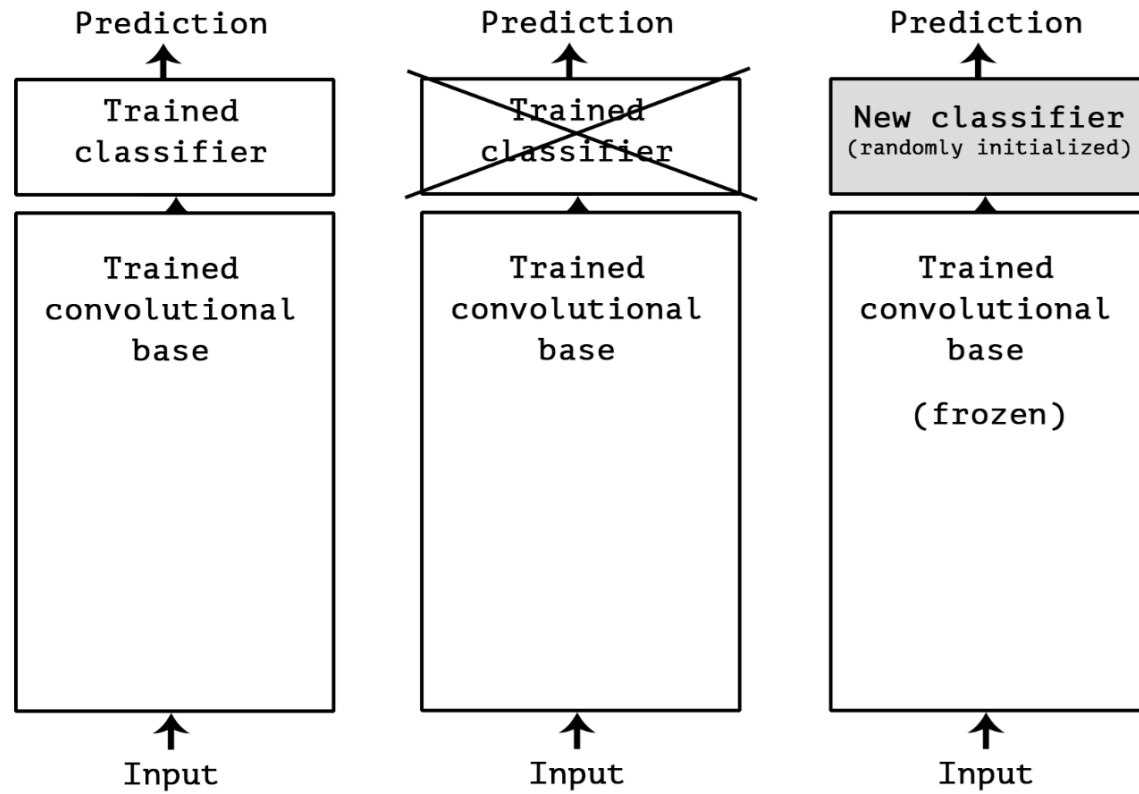 Prediction
Trained
classifier
Trained
convolutional
base
Input
Prediction
Trained
classifier
Trained
convolutional
base
Input
Prediction
New classifier
(randomly initialized)
Trained
convolutional
base
(frozen)
Input